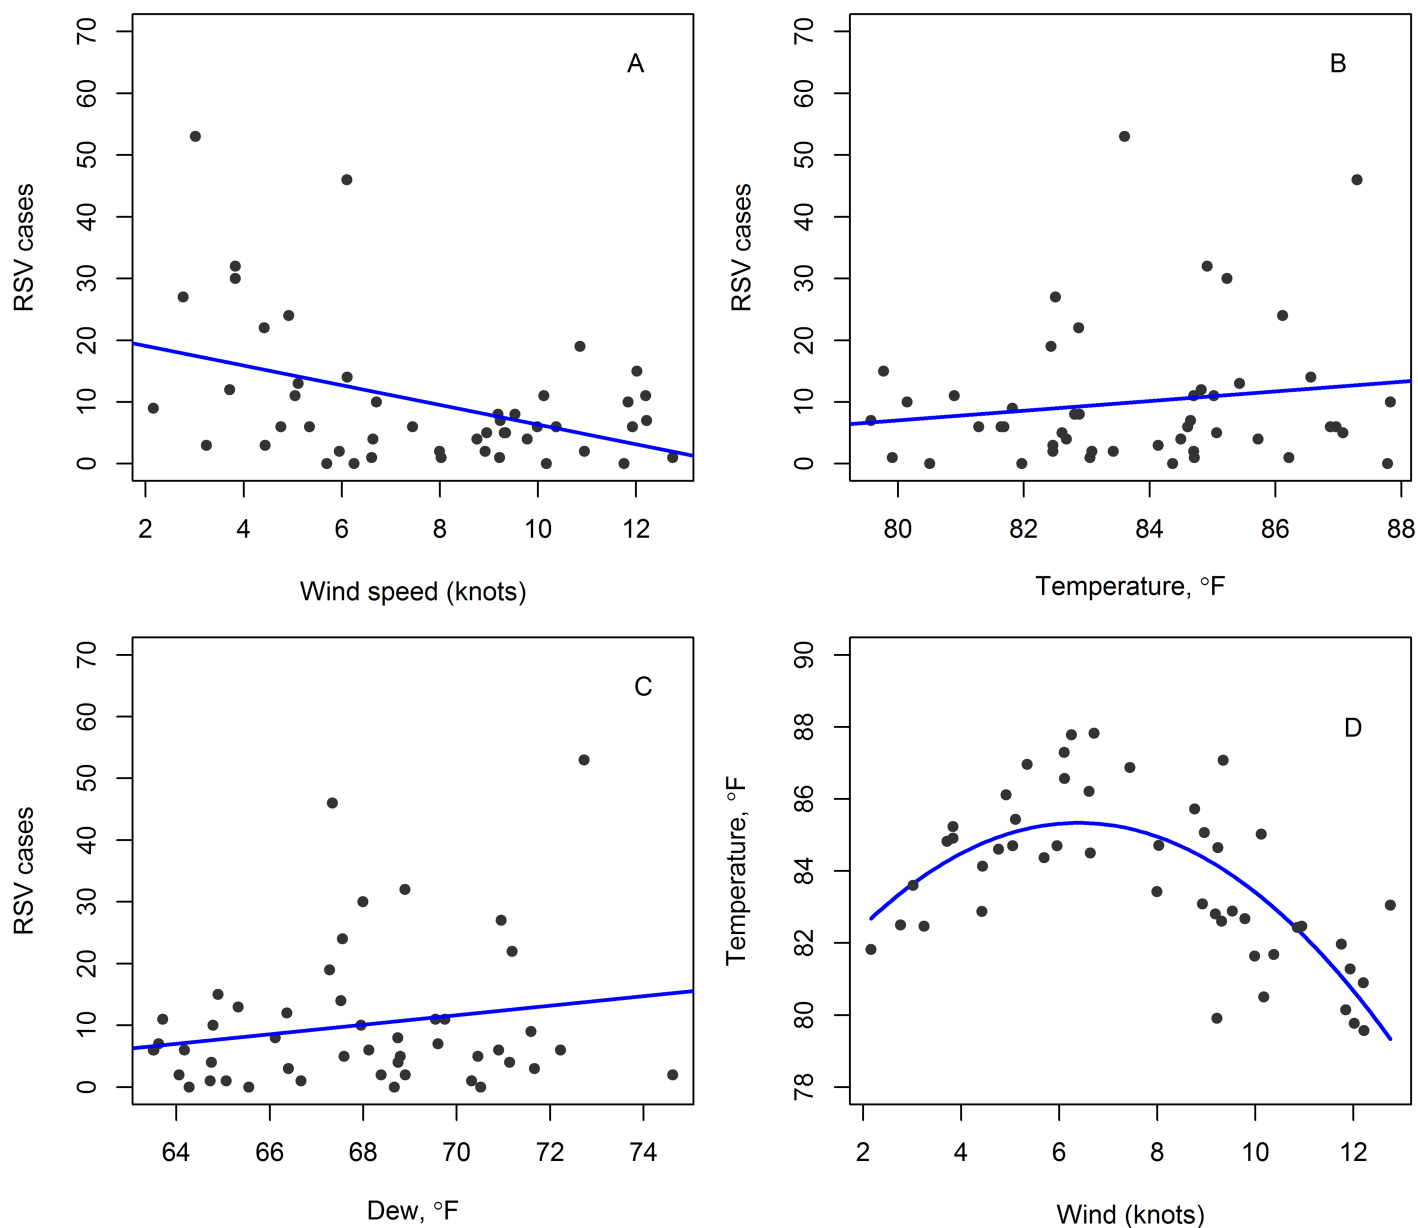 A
RSV cases
0 10 20 30 40 50 60 70
2 4 6 8 10 12
Wind speed (knots)
B
RSV cases
0 10 20 30 40 50 60 70
80 82 84 86 88
Temperature, °F
C
RSV cases
0 10 20 30 40 50 60 70
64 66 68 70 72 74
Dew, °F
D
Temperature, °F
78 80 82 84 86 88 90
2 4 6 8 10 12
Wind (knots)